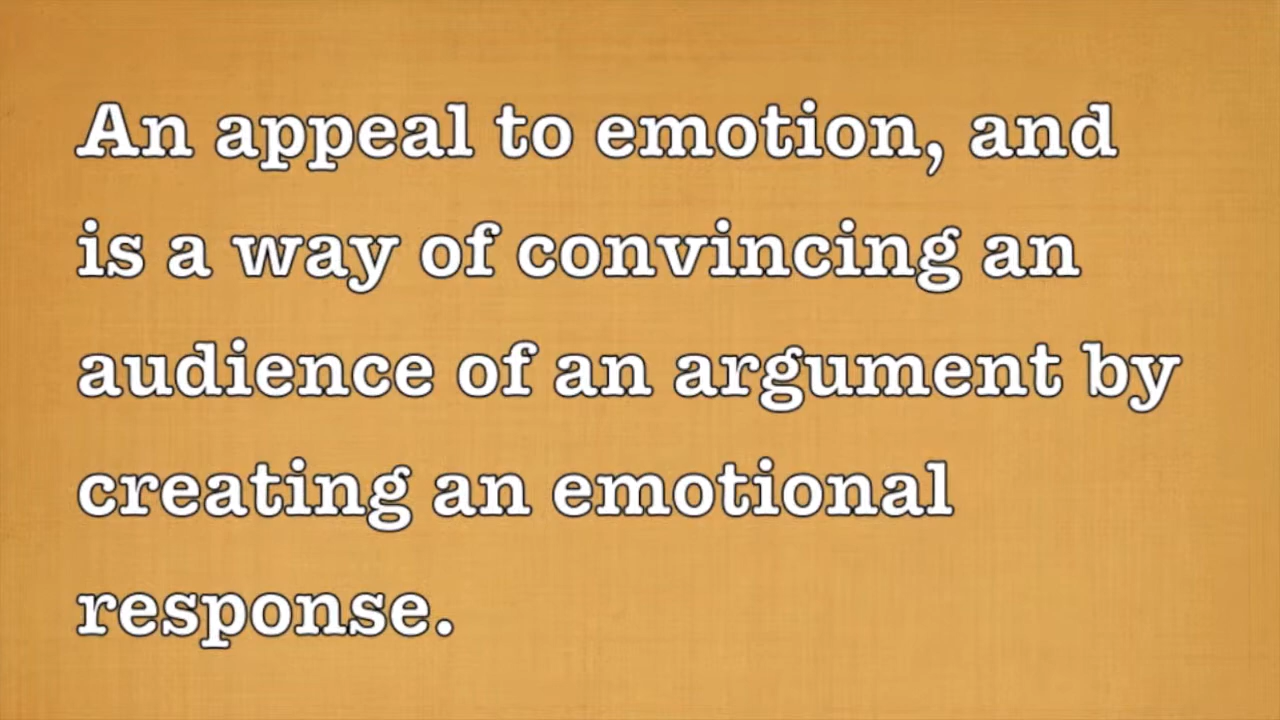 An appeal to emotion, and
is a way of convincing an
audience of an argument by
creating an emotional
response.